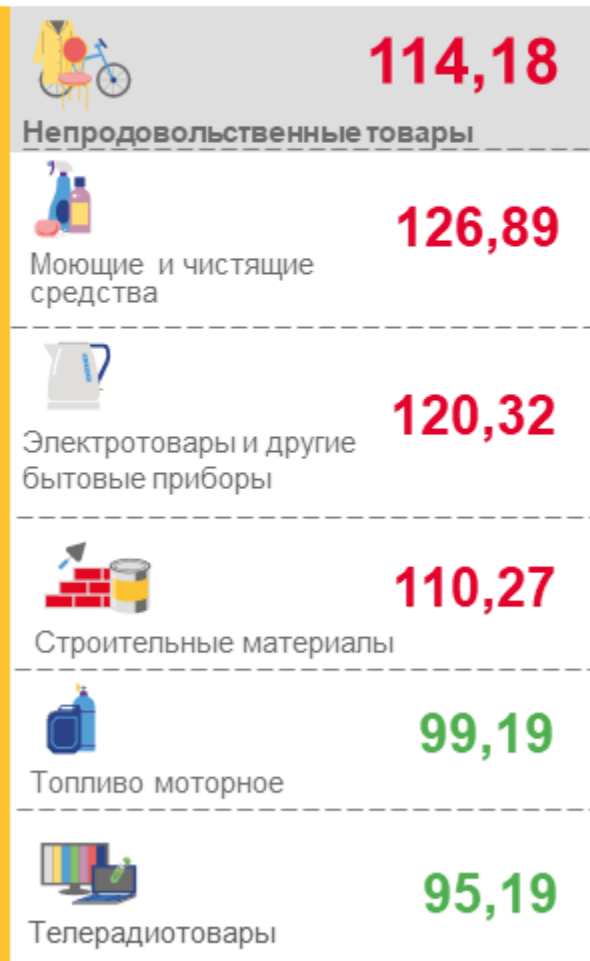 114,18
Непродовольственные товары
126,89
Моющие и чистящие
средства
120,32
Электротовары и другие
бытовые приборы
110,27
Строительные материалы
99,19
Топливо моторное
95,19
Телерадиотовары